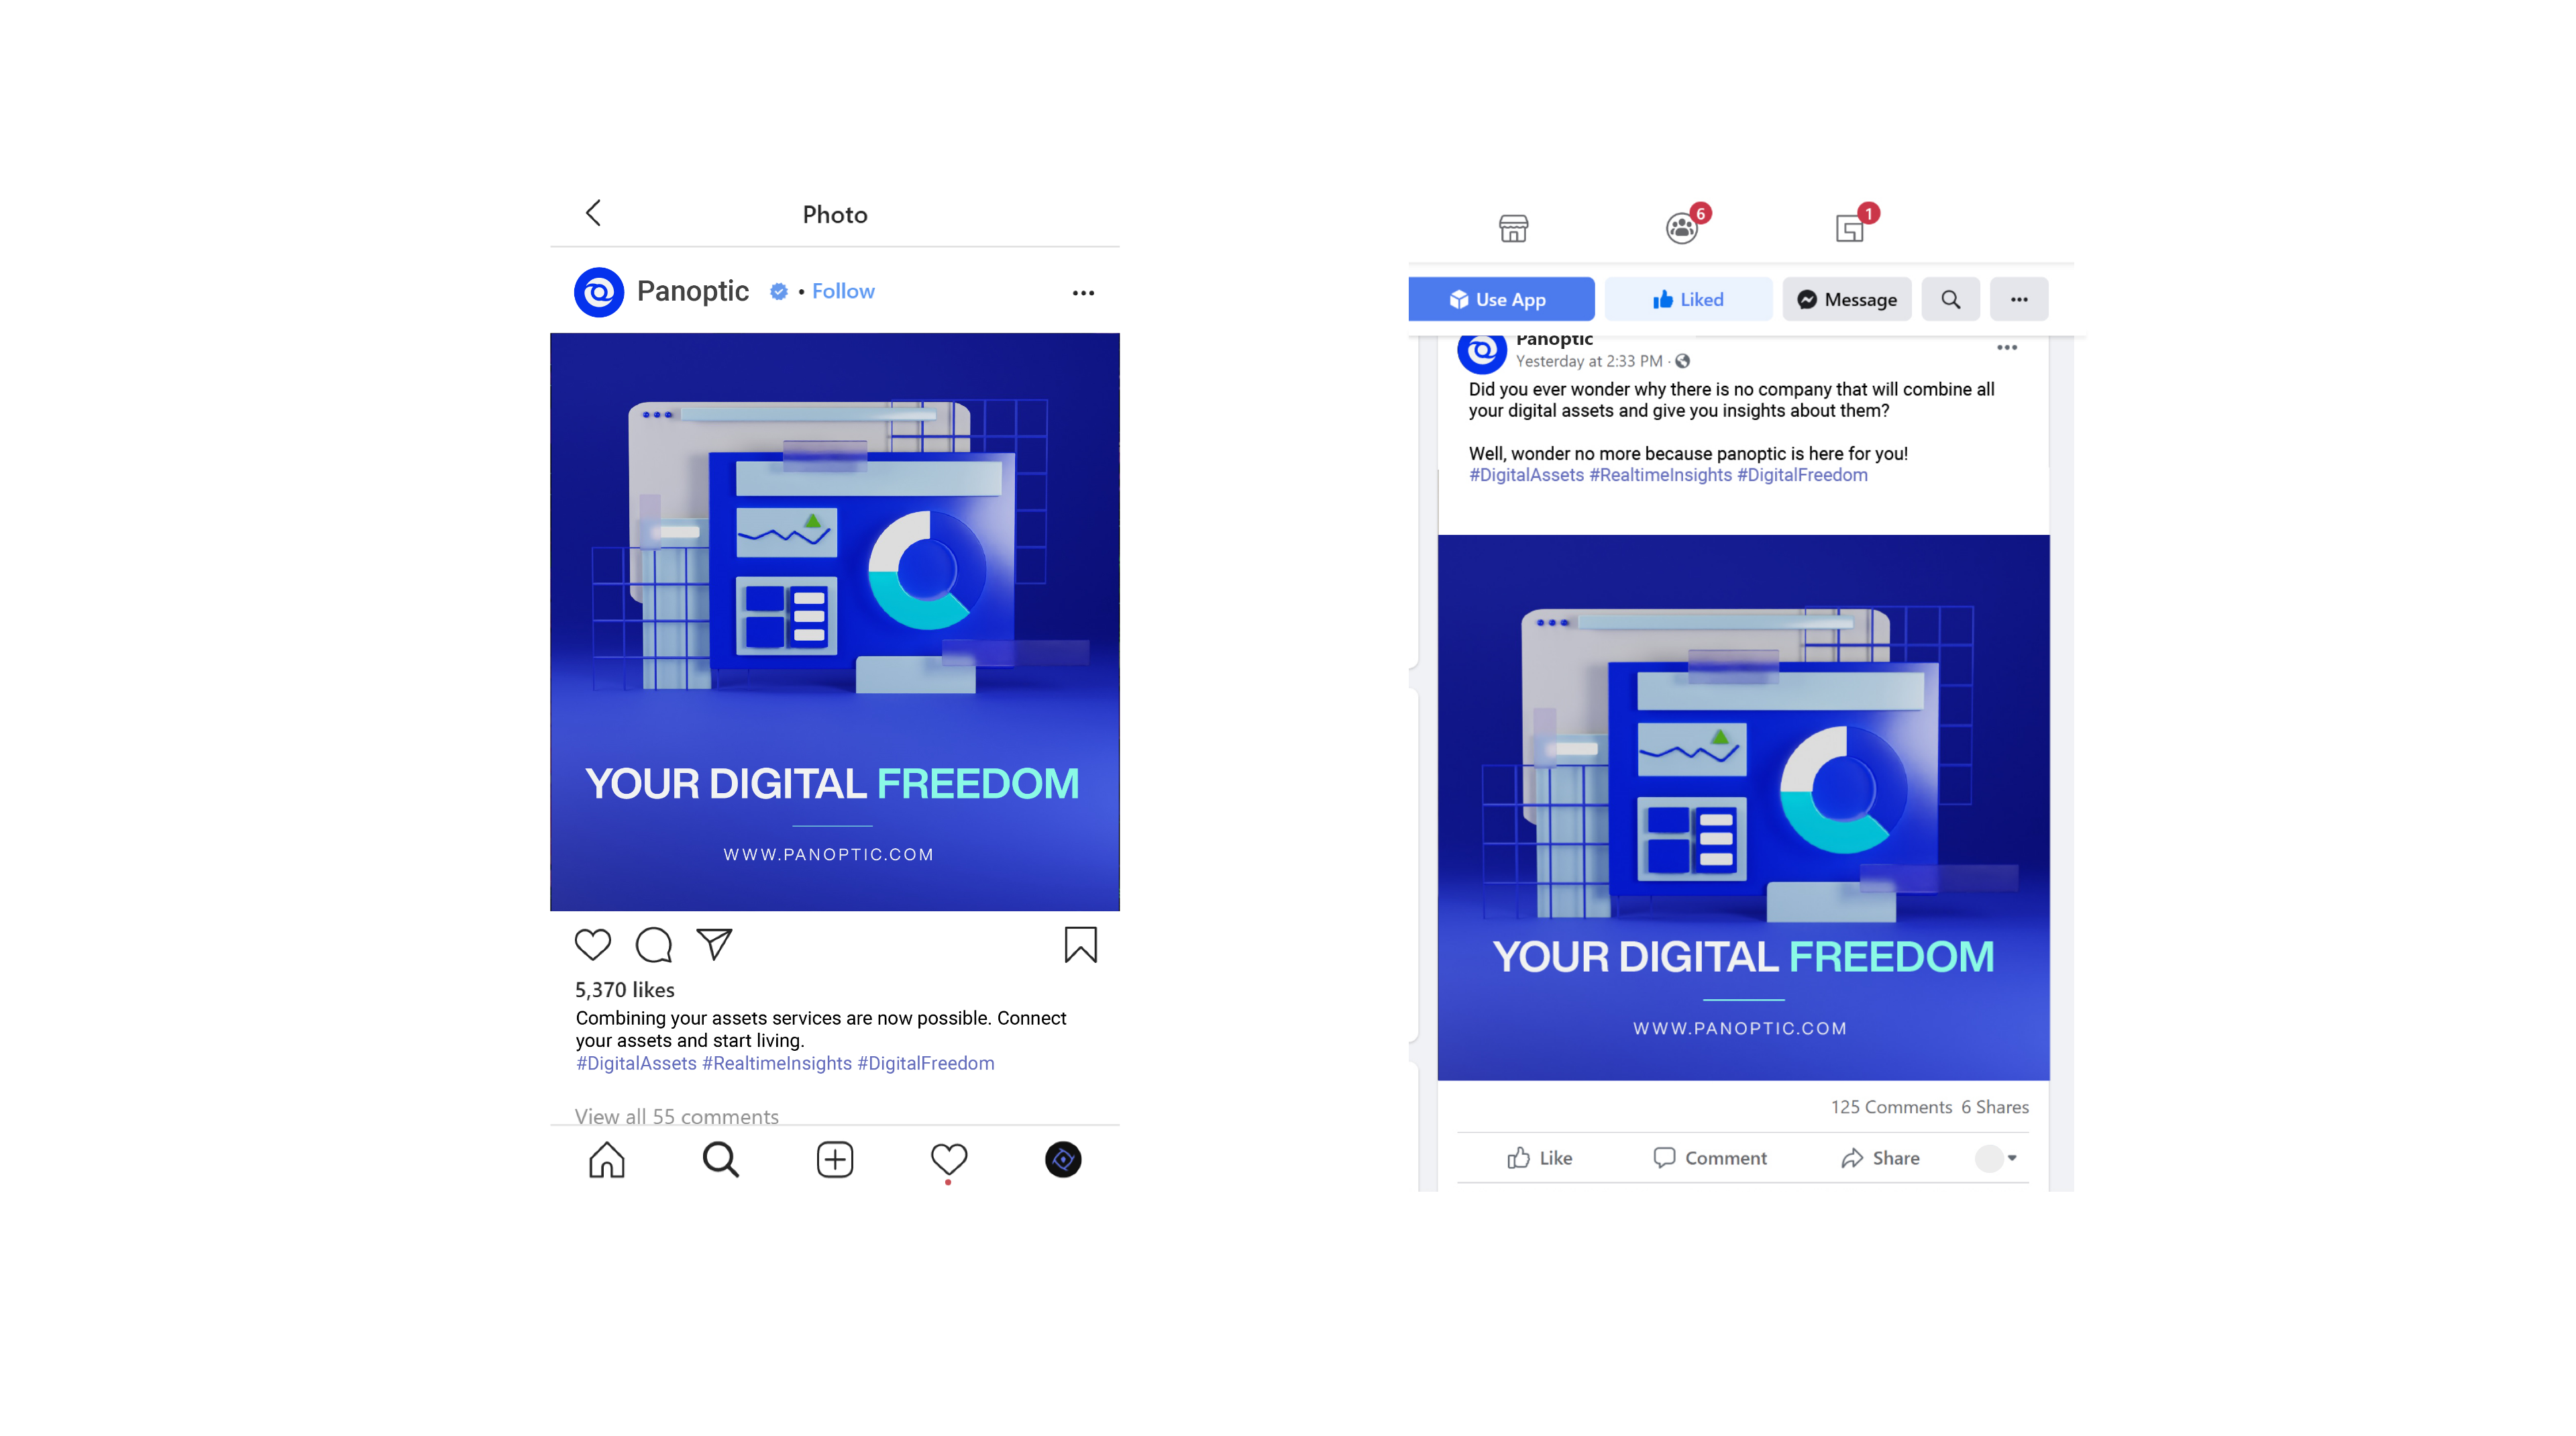 Photo
Panoptic • Follow
YOUR DIGITAL FREEDOM
WWW.PANOPTIC.COM
5,370 likes
Combining your assets services are now possible. Connect
your assets and start living.
#DigitalAssets #RealtimeInsights #DigitalFreedom
View all 55 comments
6
1
Use App
Liked
Message
Panoptic
Yesterday at 2:33 PM ·
Did you ever wonder why there is no company that will combine all
your digital assets and give you insights about them?
Well, wonder no more because panoptic is here for you!
#DigitalAssets #RealtimeInsights #DigitalFreedom
YOUR DIGITAL FREEDOM
WWW.PANOPTIC.COM
125 Comments 6 Shares
Like
Comment
Share